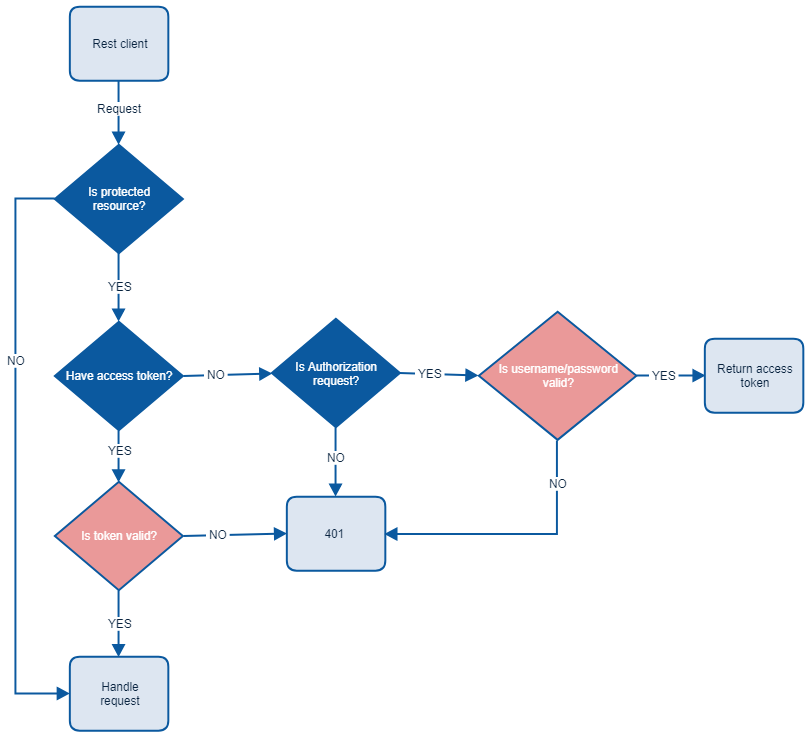 Rest client
Request
Is protected
resource?
YES
NO
Have access token?
NO
Is Authorization
request?
YES
Is username/password
valid?
YES
Return access
token
YES
NO
NO
Is token valid?
NO
401
YES
Handle
request